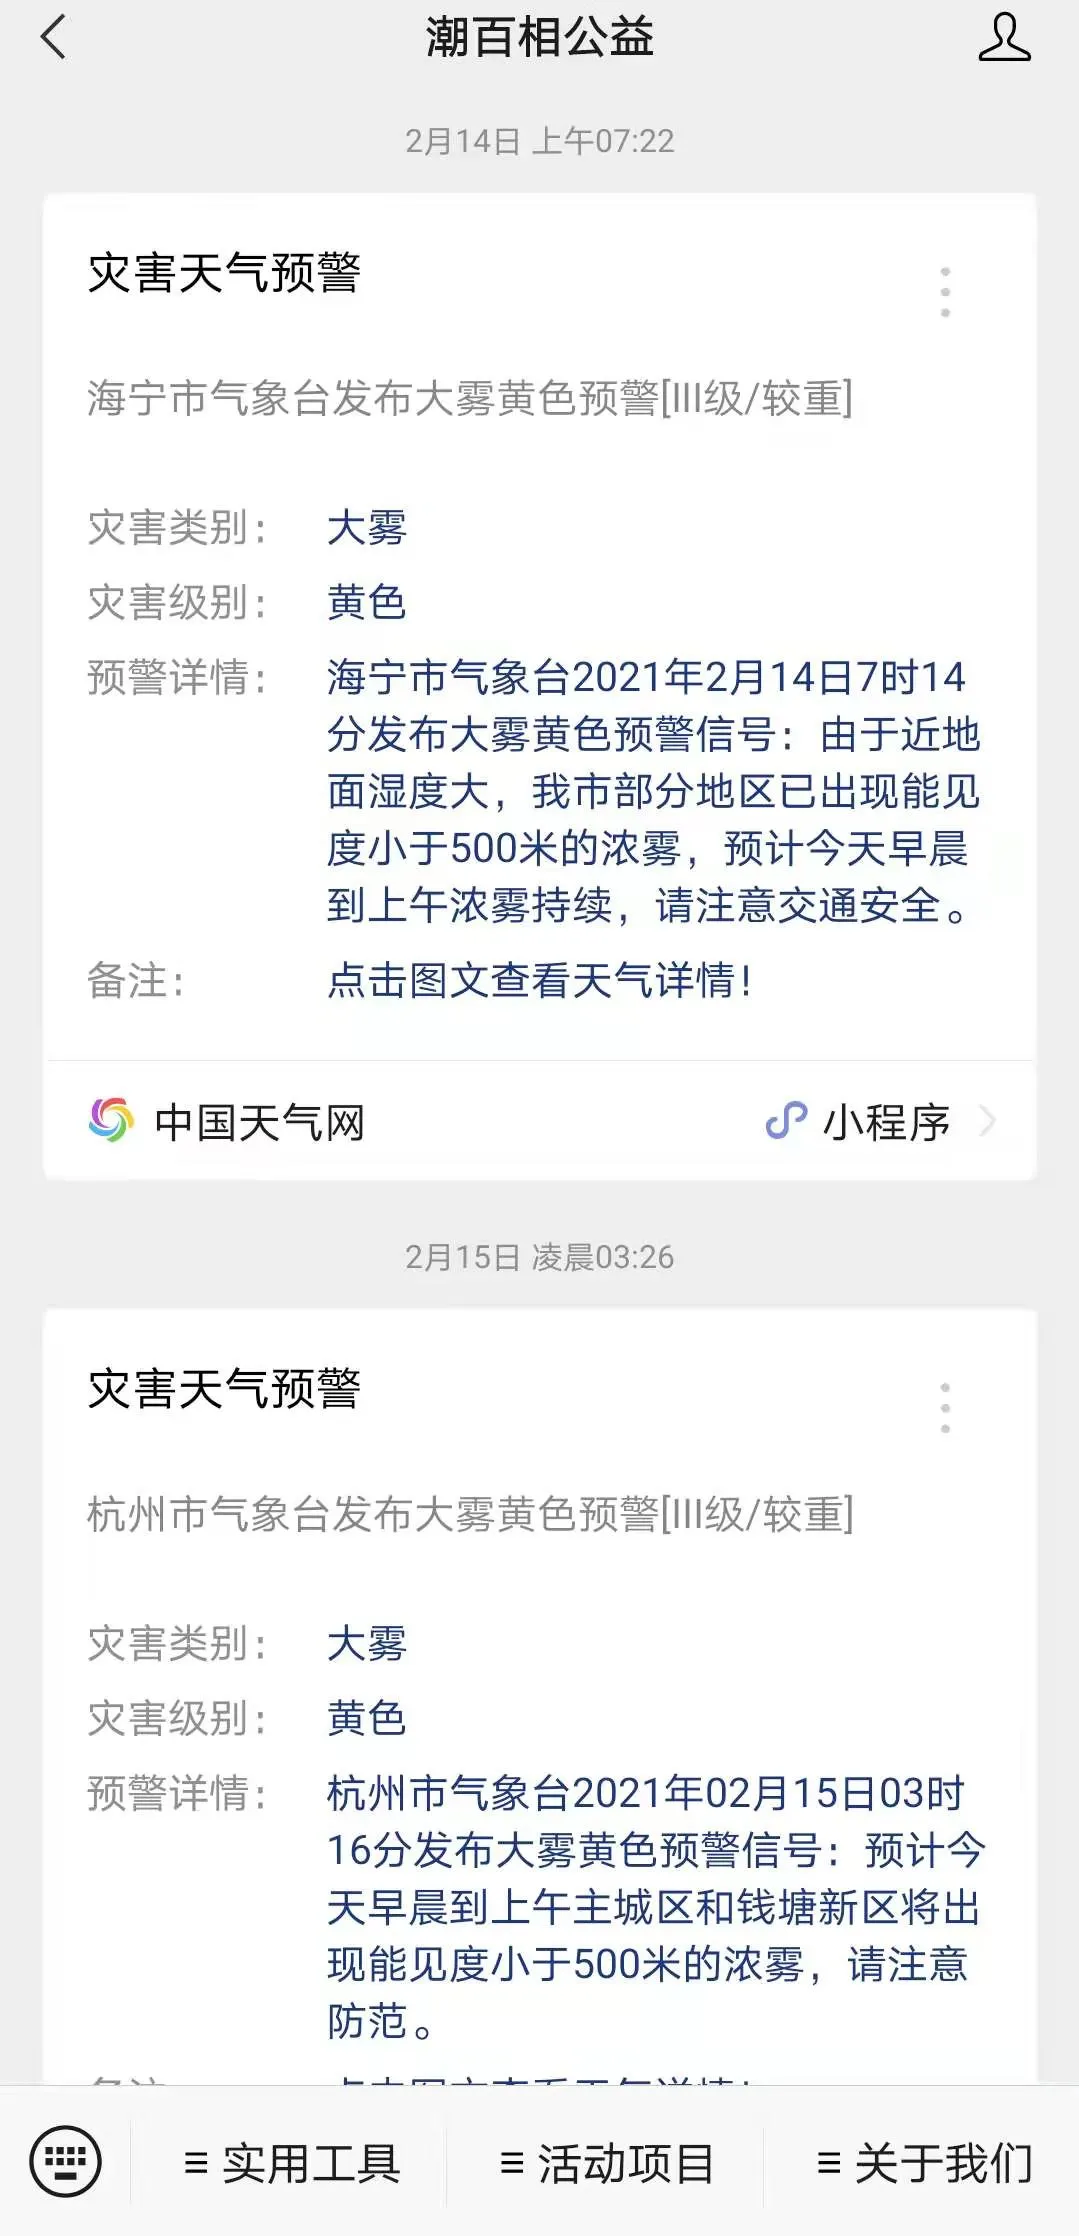 潮百相公益
2月14日 上午07:22
灾害天气预警
海宁市气象台发布大雾黄色预警[III级/较重]
灾害类别: 大雾
灾害级别: 黄色
预警详情: 海宁市气象台2021年2月14日7时14
分发布大雾黄色预警信号：由于近地
面湿度大，我市部分地区已出现能见
度小于500米的浓雾，预计今天早晨
到上午浓雾持续，请注意交通安全。
备注: 点击图文查看天气详情!
中国天气网 小程序
2月15日 凌晨03:26
灾害天气预警
杭州市气象台发布大雾黄色预警[III级/较重]
灾害类别: 大雾
灾害级别: 黄色
预警详情: 杭州市气象台2021年02月15日03时
16分发布大雾黄色预警信号：预计今
天早晨到上午主城区和钱塘新区将出
现能见度小于500米的浓雾，请注意
防范。
备注: 点击图文查看天气详情!
实用工具 活动项目 关于我们